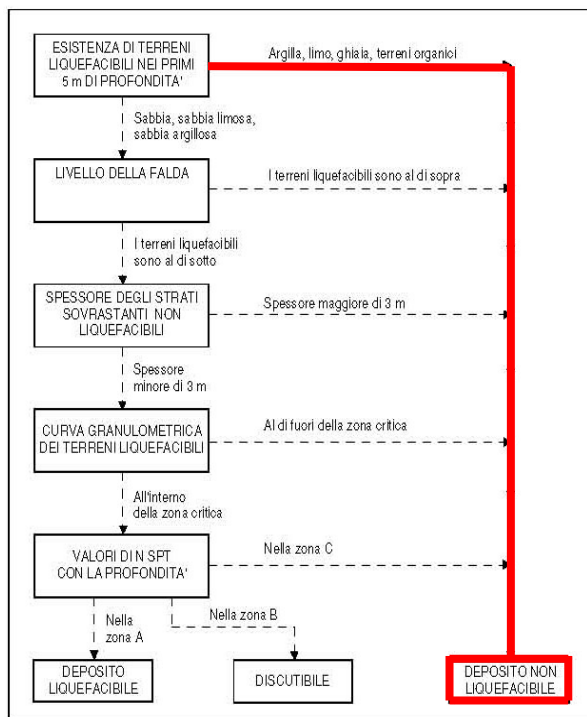 ESISTENZA DI TERRENI
LIQUEFACIBILI NEI PRIMI
5 m DI PROFONDITA'
Argilla, limo, ghiaia, terreni organici
Sabbia, sabbia limosa,
sabbia argillosa
LIVELLO DELLA FALDA
I terreni liquefacibili sono al di sopra
I terreni liquefacibili
sono al di sotto
SPESSORE DEGLI STRATI
SOVRASTANTI NON
LIQUEFACIBILI
Spessore maggiore di 3 m
Spessore
minore di 3 m
CURVA GRANULOMETRICA
DEI TERRENI LIQUEFACIBILI
Al di fuori della zona critica
All'interno
della zona critica
VALORI DI N SPT
CON LA PROFONDITA'
Nella zona C
Nella
zona A
Nella zona B
DEPOSITO
LIQUEFACIBILE
DISCUTIBILE
DEPOSITO NON
LIQUEFACIBILE